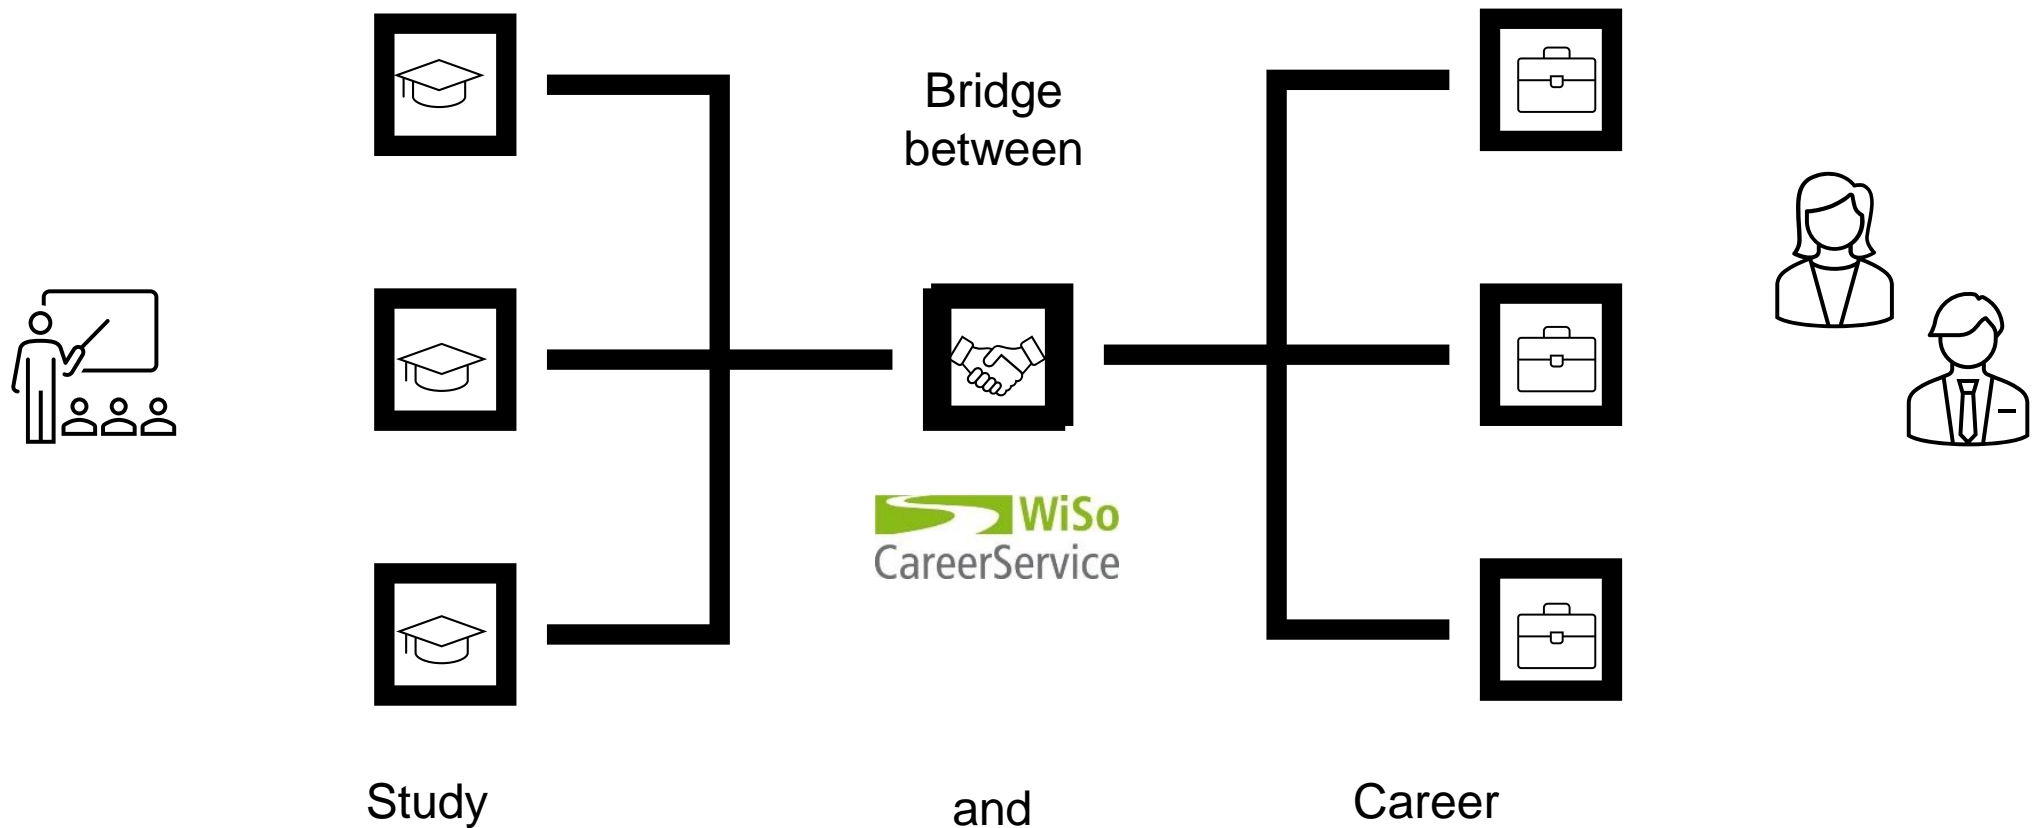 Bridge
between
WiSo
CareerService
Study
and
Career